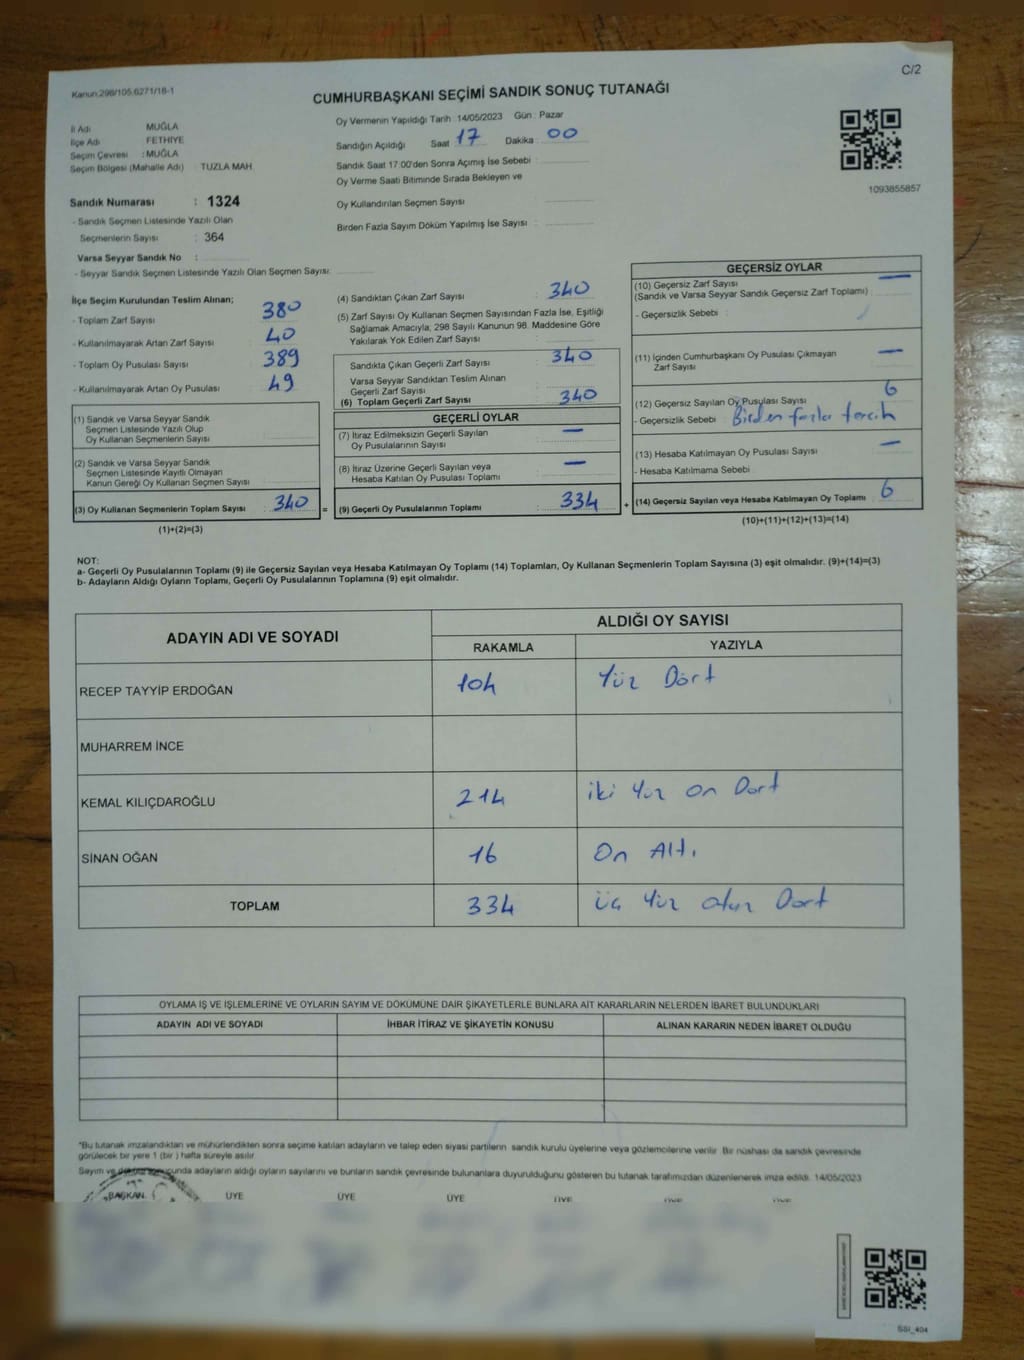 C/2
Kanun:298/105.6271/18-1
CUMHURBAŞKANI SEÇİMİ SANDIK SONUÇ TUTANAĞI
İl Adı MUĞLA
İlçe Adı FETHİYE
Seçim Çevresi : MUĞLA
Seçim Bölgesi (Mahalle Adı) TUZLA MAH.
Oy Vermenin Yapıldığı Tarih : 14/05/2023 Gün : Pazar
Sandığın Açıldığı Saat 17 Dakika 00
Sandık Saat 17:00'den Sonra Açımış İse Sebebi :
Oy Verme Saati Bitiminde Sırada Bekleyen ve
Oy Kullandırılan Seçmen Sayısı
Birden Fazla Sayım Döküm Yapılmış İse Sayısı :
1093855857
Sandık Numarası : 1324
- Sandık Seçmen Listesinde Yazılı Olan
Seçmenlerin Sayısı : 364
Varsa Seyyar Sandık No :
- Seyyar Sandık Seçmen Listesinde Yazılı Olan Seçmen Sayısı:
İlçe Seçim Kurulundan Teslim Alınan;
- Toplam Zarf Sayısı 380
- Kullanılmayarak Artan Zarf Sayısı : 40
- Toplam Oy Pusulası 389
- Kullanılmayarak Artan Oy Pusulası : 49
(1) Sandık ve Varsa Seyyar Sandık
Seçmen Listesinde Yazılı Olup
Oy Kullanan Seçmenlerin Sayısı :
(2) Sandık ve Varsa Seyyar Sandık
Seçmen Listesinde Kayıtlı Olmayan
Kanun Gereği Oy Kullanan Seçmen Sayısı :
(3) Oy Kullanan Seçmenlerin Toplam Sayısı : 340 =
(1)+(2)=(3)
(4) Sandıktan Çıkan Zarf Sayısı : 340
(5) Zarf Sayısı Oy Kullanan Seçmen Sayısından Fazla İse, Eşitliği
Sağlamak Amacıyla, 298 Sayılı Kanunun 98. Maddesine Göre
Yakılarak Yok Edilen Zarf Sayısı :
Sandıkta Çıkan Geçerli Zarf Sayısı : 340
Varsa Seyyar Sandıktan Teslim Alınan
Geçerli Zarf Sayısı :
(6) Toplam Geçerli Zarf Sayısı : 340
GEÇERLİ OYLAR
(7) İtiraz Edilmeksizin Geçerli Sayılan —
Oy Pusulalarının Sayısı
(8) İtiraz Üzerine Geçerli Sayılan veya —
Hesaba Katılan Oy Pusulası Toplamı :
(9) Geçerli Oy Pusulalarının Toplamı : 334 +
GEÇERSİZ OYLAR
(10) Geçersiz Zarf Sayısı —
(Sandık ve Varsa Seyyar Sandık Geçersiz Zarf Toplamı) :
- Geçersizlik Sebebi :
(11) İçinden Cumhurbaşkanı Oy Pusulası Çıkmayan —
Zarf Sayısı :
(12) Geçersiz Sayılan Oy Pusulası Sayısı : 6
- Geçersizlik Sebebi : Birden fazla tercih
(13) Hesaba Katılmayan Oy Pusulası Sayısı : —
- Hesaba Katılmama Sebebi :
(14) Geçersiz Sayılan veya Hesaba Katılmayan Oy Toplamı : 6
(10)+(11)+(12)+(13)=(14)
NOT:
a- Geçerli Oy Pusulalarının Toplamı (9) ile Geçersiz Sayılan veya Hesaba Katılmayan Oy Toplamı (14) Toplamları, Oy Kullanan Seçmenlerin Toplam Sayısına (3) eşit olmalıdır. (9)+(14)=(3)
b- Adayların Aldığı Oyların Toplamı, Geçerli Oy Pusulalarının Toplamına (9) eşit olmalıdır.
ADAYIN ADI VE SOYADI ALDIĞI OY SAYISI
RAKAMLA YAZIYLA
RECEP TAYYİP ERDOĞAN 104 Yüz Dört
MUHARREM İNCE
KEMAL KILIÇDAROĞLU 214 iki Yüz on Dört
SİNAN OĞAN 16 On Altı
TOPLAM 334 üç Yüz otuz Dört
OYLAMA İŞ VE İŞLEMLERİNE VE OYLARIN SAYIM VE DÖKÜMÜNE DAİR ŞİKAYETLERLE BUNLARA AİT KARARLARIN NELERDEN İBARET BULUNDUKLARI
ADAYIN ADI VE SOYADI İHBAR İTİRAZ VE ŞİKAYETİN KONUSU ALINAN KARARIN NEDEN İBARET OLDUĞU
"Bu tutanak imzalandıktan ve mühürlendikten sonra seçime katılan adayların ve talep eden siyasi partilerin sandık kurulu üyelerine veya gözlemcilerine verilir. Bir nüshası da sandık çevresinde
görülecek bir yere 1 (bir) hafta süreyle asılır.
Sayım ve döküm sonucunda adayların aldığı oyların sayılarını ve bunların sandık çevresinde bulunanlara duyurulduğunu gösteren bu tutanak tarafımızdan düzenlenerek imza edildi. 14/05/2023
BAŞKAN ÜYE ÜYE ÜYE ÜYE
SSI_404